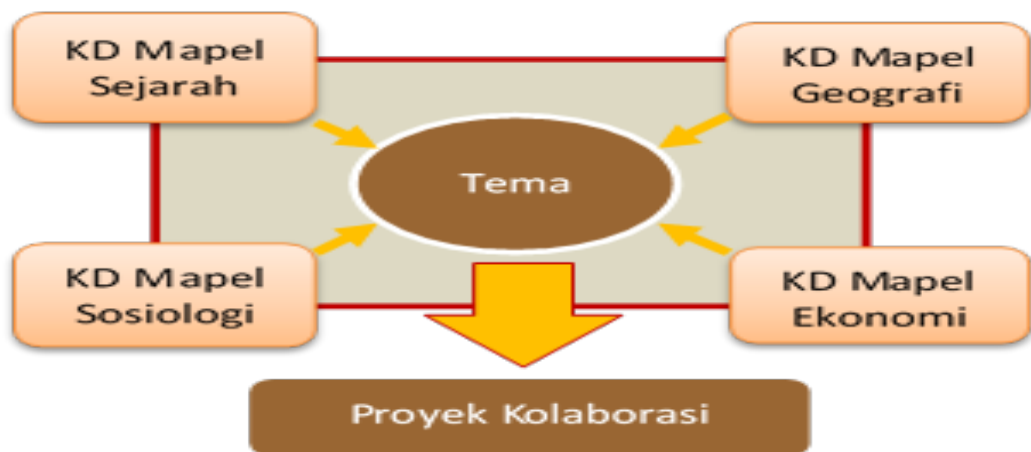 KD Mapel
Sejarah
KD Mapel
Geografi
Tema
KD Mapel
Sosiologi
KD Mapel
Ekonomi
Proyek Kolaborasi